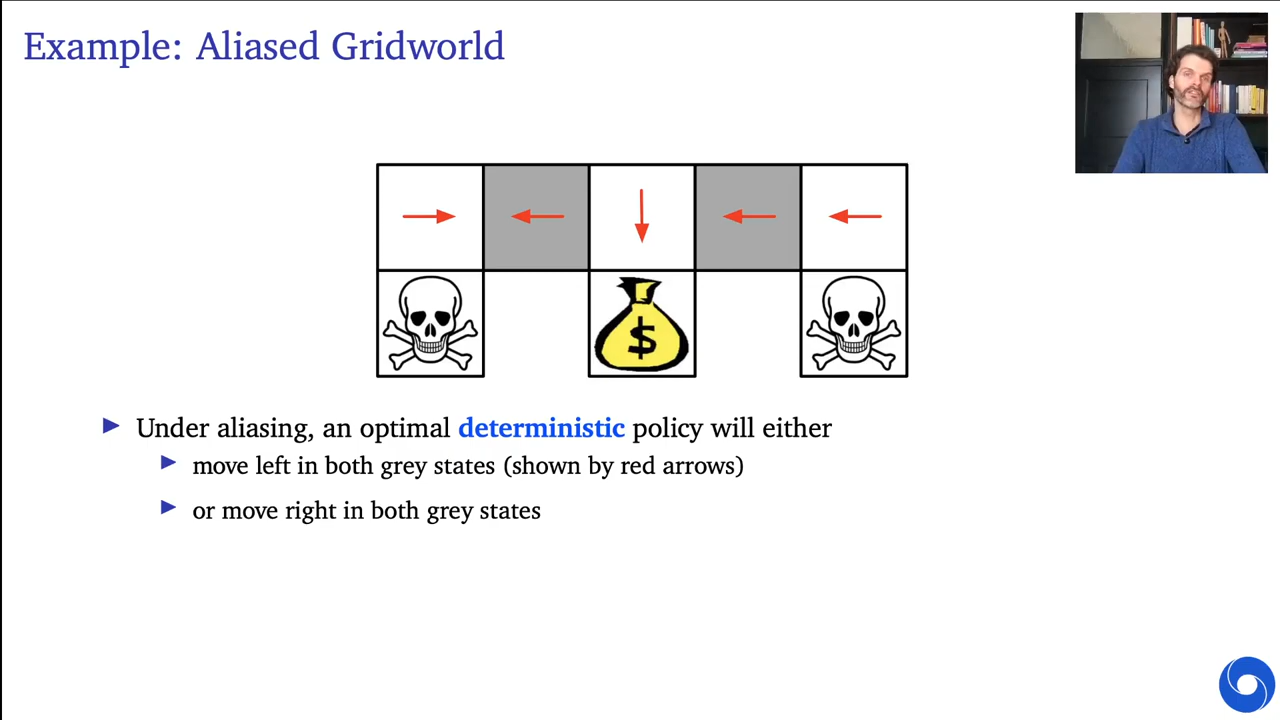 Example: Aliased Gridworld
$
Under aliasing, an optimal deterministic policy will either
move left in both grey states (shown by red arrows)
or move right in both grey states